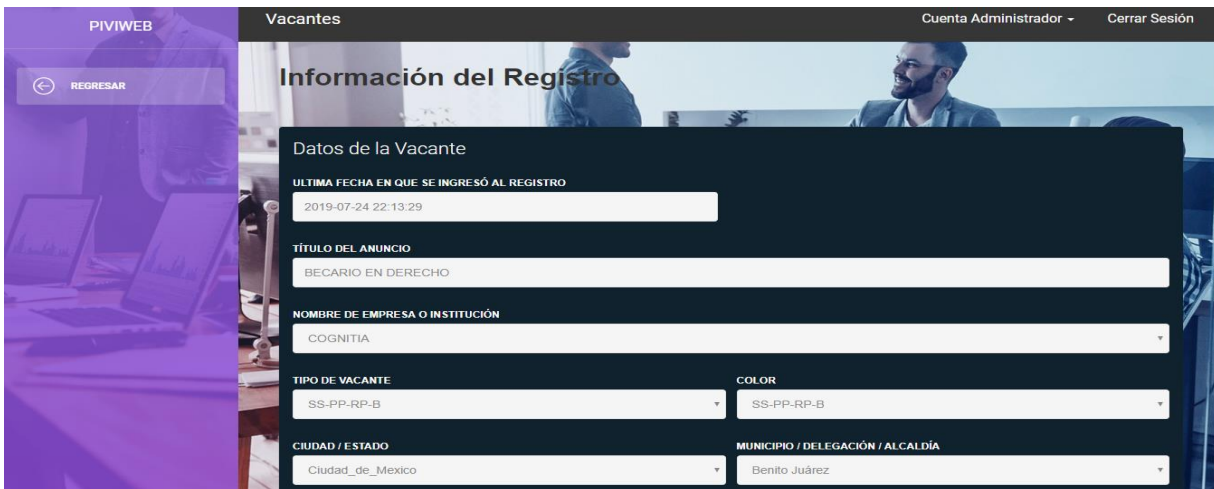 PIVIWEB
Vacantes
Cuenta Administrador
Cerrar Sesión
REGRESAR
Información del Registro
Datos de la Vacante
ULTIMA FECHA EN QUE SE INGRESÓ AL REGISTRO
2019-07-24 22:13:29
TÍTULO DEL ANUNCIO
BECARIO EN DERECHO
NOMBRE DE EMPRESA O INSTITUCIÓN
COGNITIA
TIPO DE VACANTE
COLOR
SS-PP-RP-B
SS-PP-RP-B
CIUDAD / ESTADO
MUNICIPIO / DELEGACIÓN / ALCALDÍA
Ciudad_de_Mexico
Benito Juárez